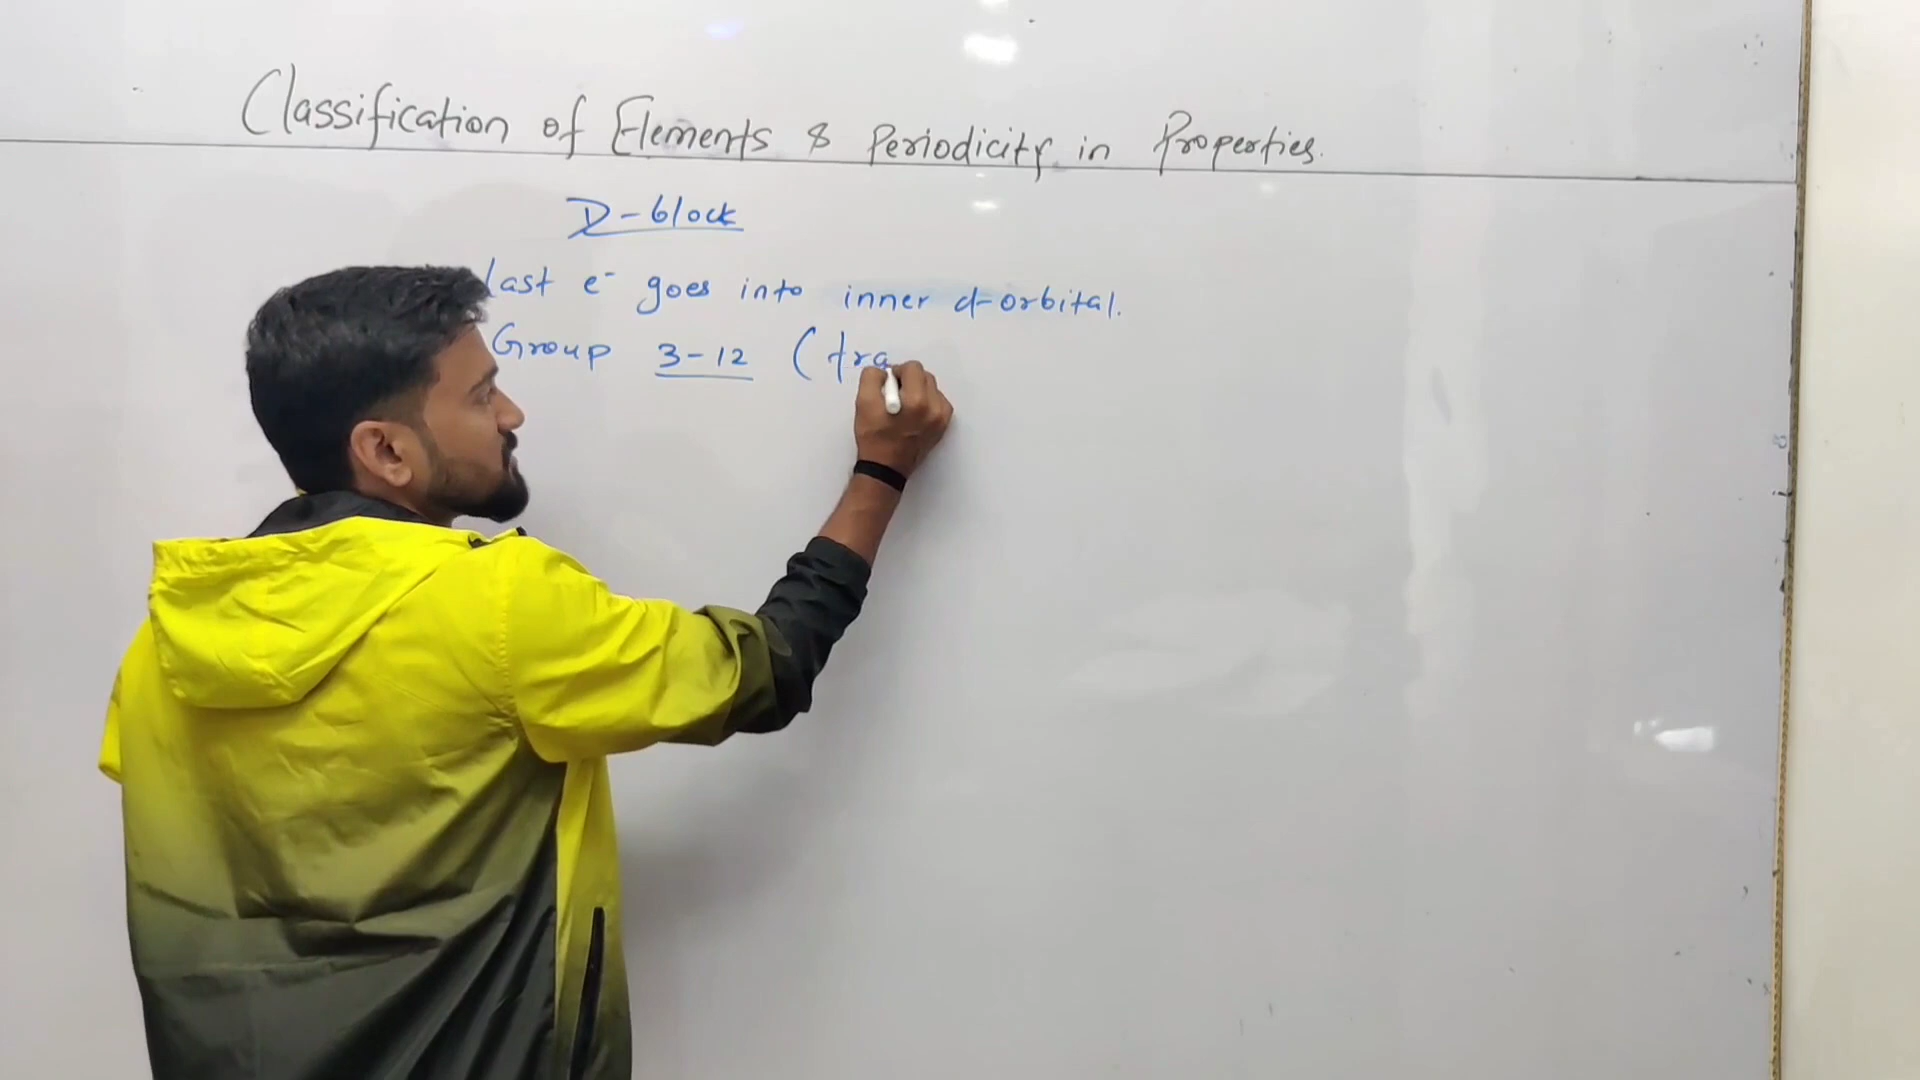 Classification of Elements & Periodicity in Properties.
D-block
last e⁻ goes into inner d-orbital.
Group 3-12 (tra